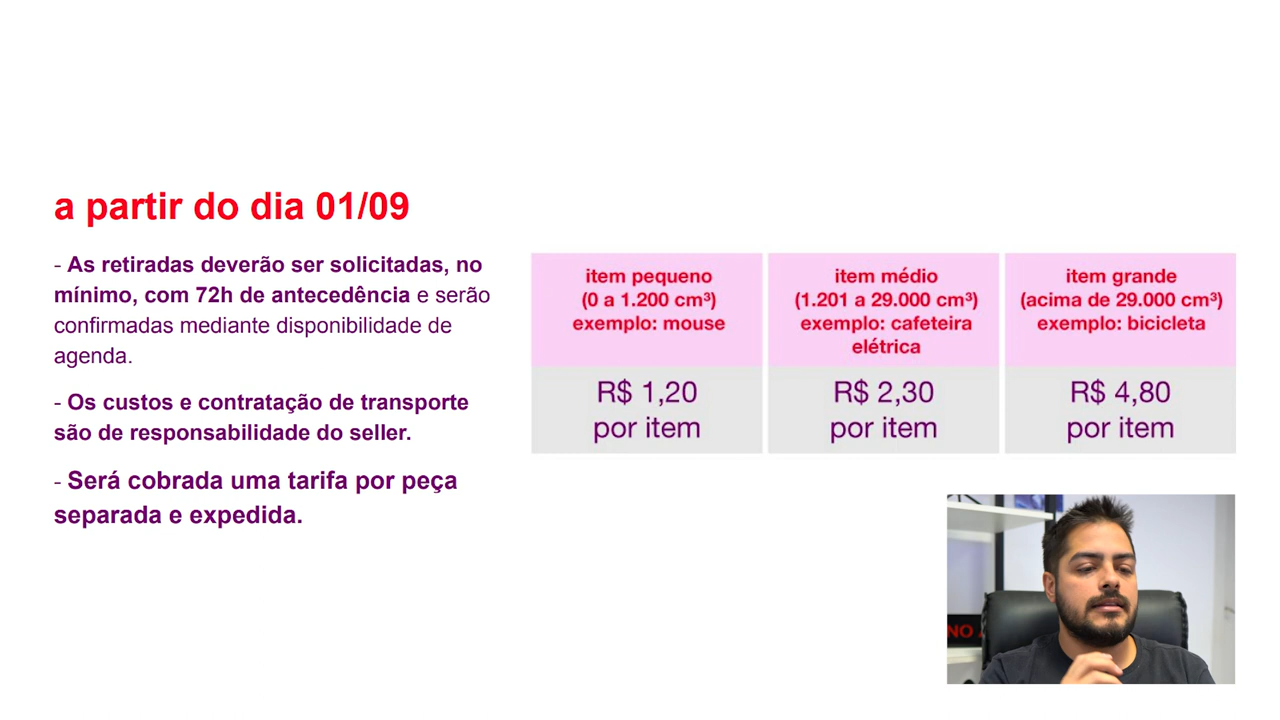 a partir do dia 01/09
- As retiradas deverão ser solicitadas, no
mínimo, com 72h de antecedência e serão
confirmadas mediante disponibilidade de
agenda.
- Os custos e contratação de transporte
são de responsabilidade do seller.
- Será cobrada uma tarifa por peça
separada e expedida.
item pequeno
(0 a 1.200 cm³)
exemplo: mouse
R$ 1,20
por item
item médio
(1.201 a 29.000 cm³)
exemplo: cafeteira
elétrica
R$ 2,30
por item
item grande
(acima de 29.000 cm³)
exemplo: bicicleta
R$ 4,80
por item
NO